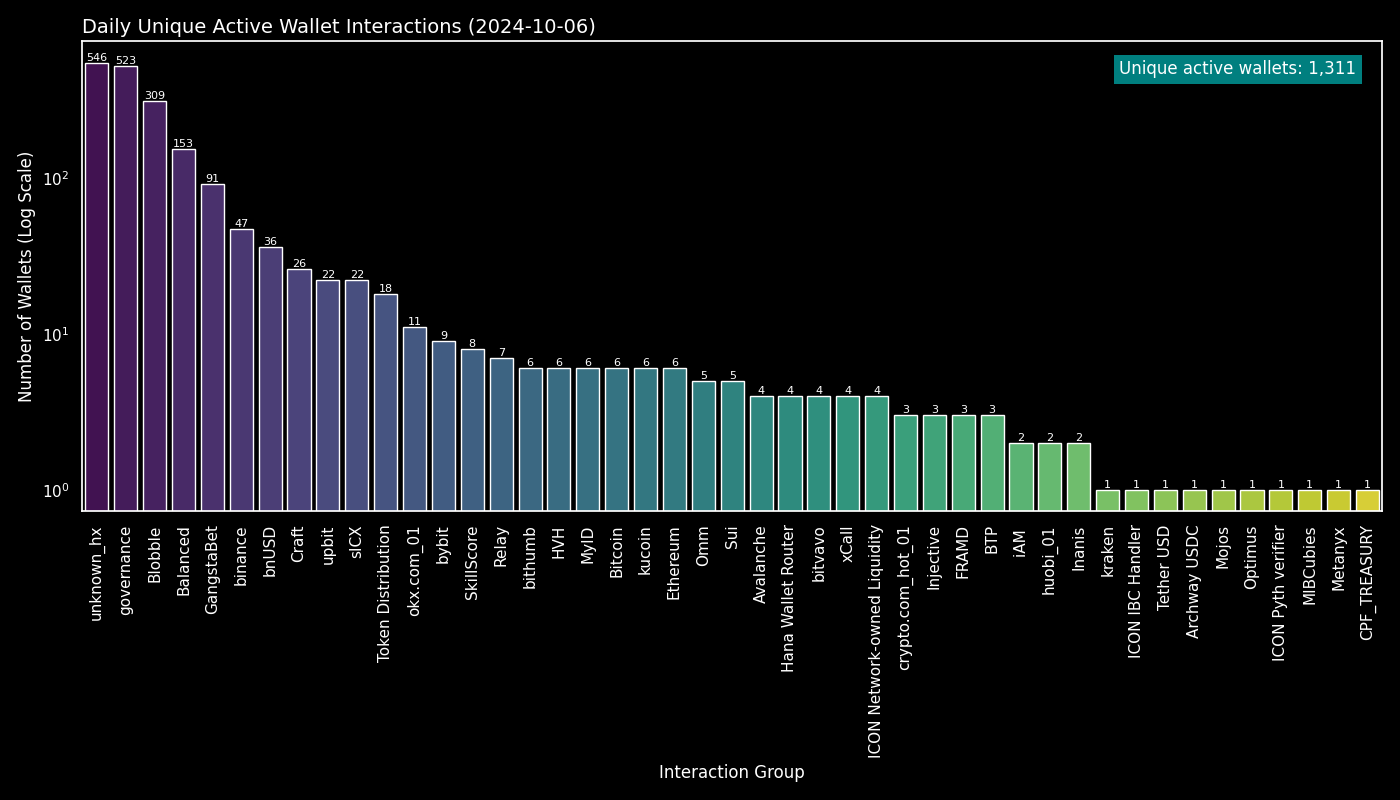 Daily Unique Active Wallet Interactions (2024-10-06)
Unique active wallets: 1,311
Number of Wallets (Log Scale)
10²
10¹
10⁰
546
523
309
153
91
47
36
26
22
22
18
11
9
8
7
6
6
6
6
6
6
5
5
4
4
4
4
4
3
3
3
3
2
2
2
1
1
1
1
1
1
1
1
1
1
unknown_hx
governance
Blobble
Balanced
GangstaBet
binance
bnUSD
Craft
upbit
sICX
Token Distribution
okx.com_01
bybit
SkillScore
Relay
bithumb
HVH
MyID
Bitcoin
kucoin
Ethereum
Omm
Sui
Avalanche
Hana Wallet Router
bitvavo
xCall
ICON Network-owned Liquidity
crypto.com_hot_01
Injective
FRAMD
BTP
iAM
huobi_01
Inanis
kraken
ICON IBC Handler
Tether USD
Archway USDC
Mojos
Optimus
ICON Pyth verifier
MIBCubies
Metanyx
CPF_TREASURY
Interaction Group